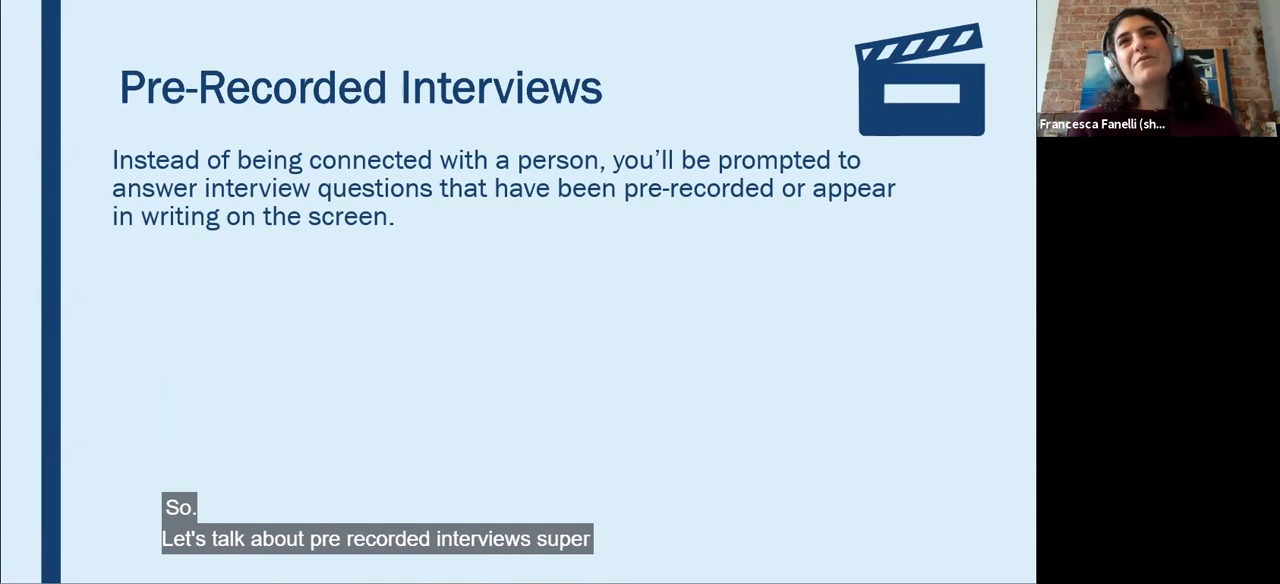 Pre-Recorded Interviews
Instead of being connected with a person, you’ll be prompted to
answer interview questions that have been pre-recorded or appear
in writing on the screen.
Francesca Fanelli (sh...
So.
Let's talk about pre recorded interviews super